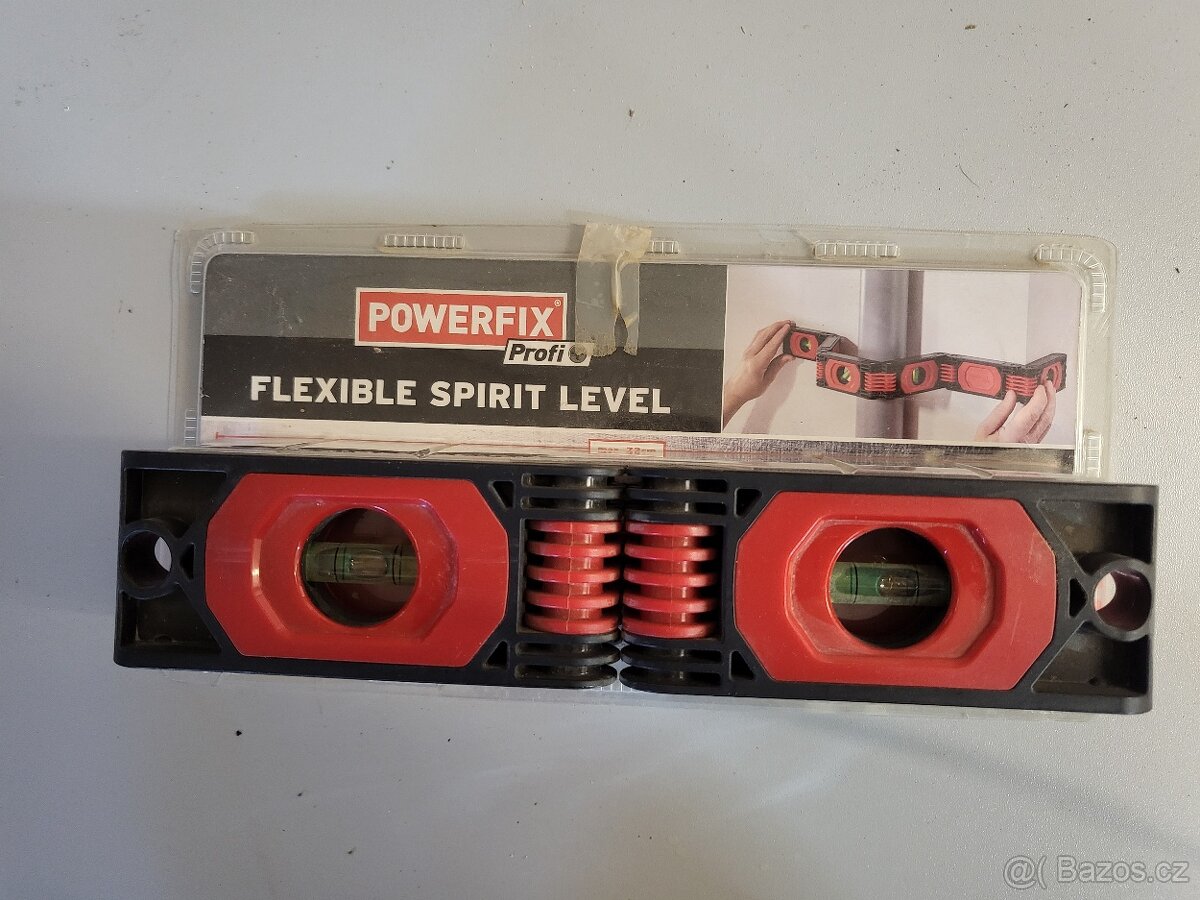 POWERFIX®
Profi
FLEXIBLE SPIRIT LEVEL
@( Bazos.cz